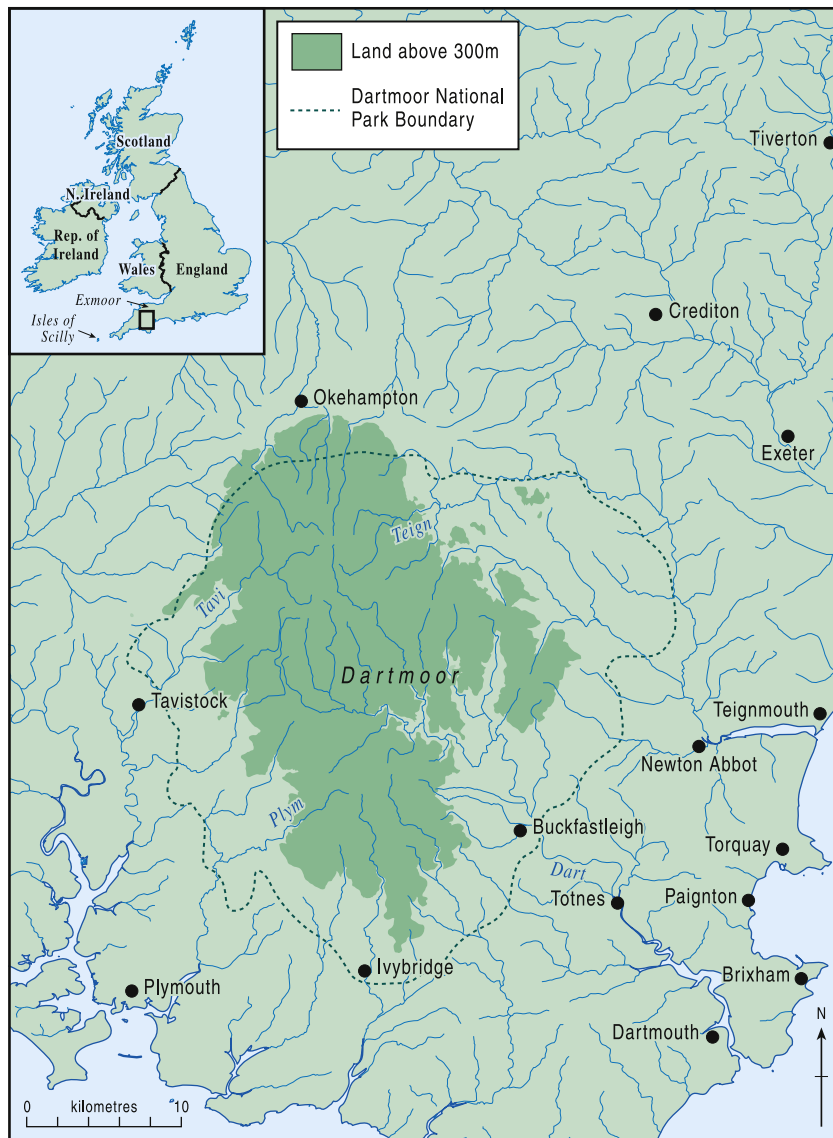 Scotland
N. Ireland
Rep. of
Ireland
Wales
England
Exmoor
Isles of
Scilly
Land above 300m
Dartmoor National
Park Boundary
Tiverton
Crediton
Okehampton
Exeter
Teign
Tavi
Dartmoor
Tavistock
Teignmouth
Newton Abbot
Plym
Buckfastleigh
Torquay
Dart
Totnes
Paignton
Ivybridge
Brixham
Plymouth
Dartmouth
N
0 kilometres 10